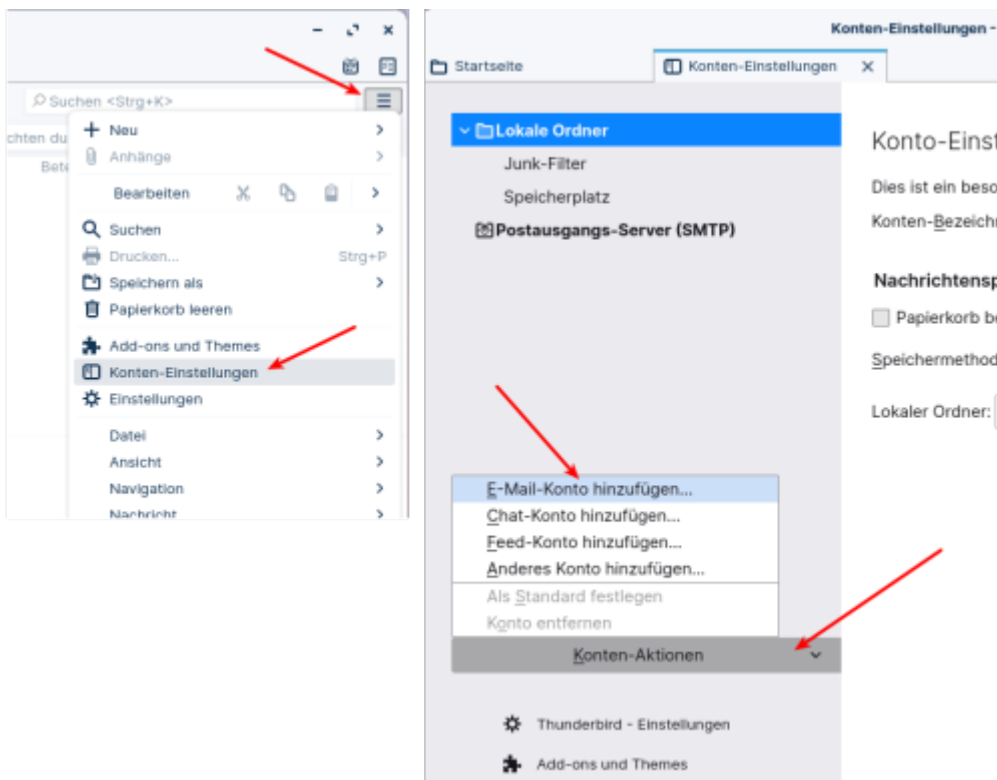 Suchen <Strg+K>
chten du
Bete
Neu
Anhänge
Bearbeiten
Suchen
Drucken... Strg+P
Speichern als
Papierkorb leeren
Add-ons und Themes
Konten-Einstellungen
Einstellungen
Datei
Ansicht
Navigation
Nachricht
Konten-Einstellungen -
Startseite
Konten-Einstellungen
Lokale Ordner
Junk-Filter
Speicherplatz
Postausgangs-Server (SMTP)
E-Mail-Konto hinzufügen...
Chat-Konto hinzufügen...
Feed-Konto hinzufügen...
Anderes Konto hinzufügen...
Als Standard festlegen
Konto entfernen
Konten-Aktionen
Thunderbird - Einstellungen
Add-ons und Themes
Konto-Einst
Dies ist ein beso
Konten-Bezeichn
Nachrichtensp
Papierkorb be
Speichermethod
Lokaler Ordner: